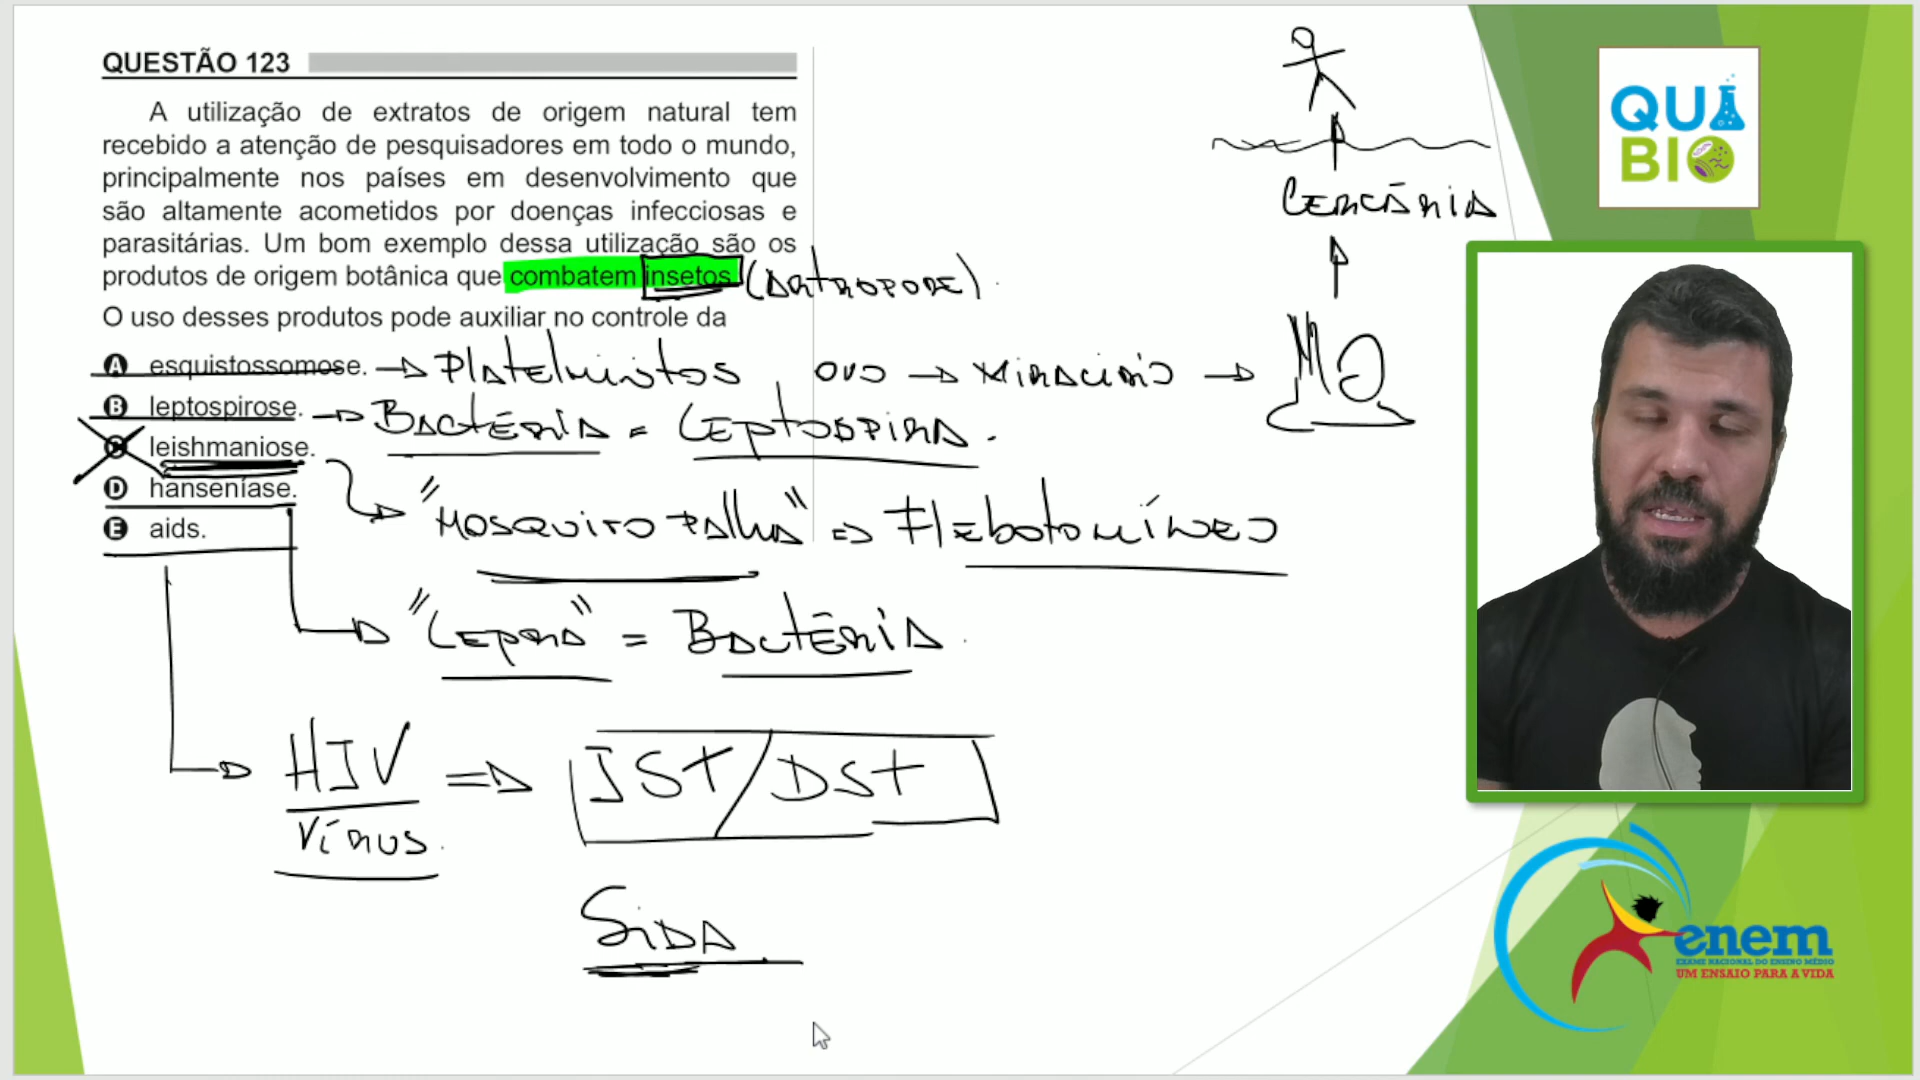 QUESTÃO 123
A utilização de extratos de origem natural tem
recebido a atenção de pesquisadores em todo o mundo,
principalmente nos países em desenvolvimento que
são altamente acometidos por doenças infecciosas e
parasitárias. Um bom exemplo dessa utilização são os
produtos de origem botânica que combatem insetos. (Artropode).
O uso desses produtos pode auxiliar no controle da
A esquistossomose. → Platelmintos, ovo → miracídio →
B leptospirose. → Bactéria = Leptospira.
C leishmaniose.
D hanseníase.
E aids.
"Mosquito Palha" ⇒ Flebotomíneo
"Lepra" = Bactéria.
HIV ⇒ IST/DST
Vírus.
SIDA
Cercária
QUÍ
BIO
enem
EXAME NACIONAL DO ENSINO MÉDIO
UM ENSAIO PARA A VIDA